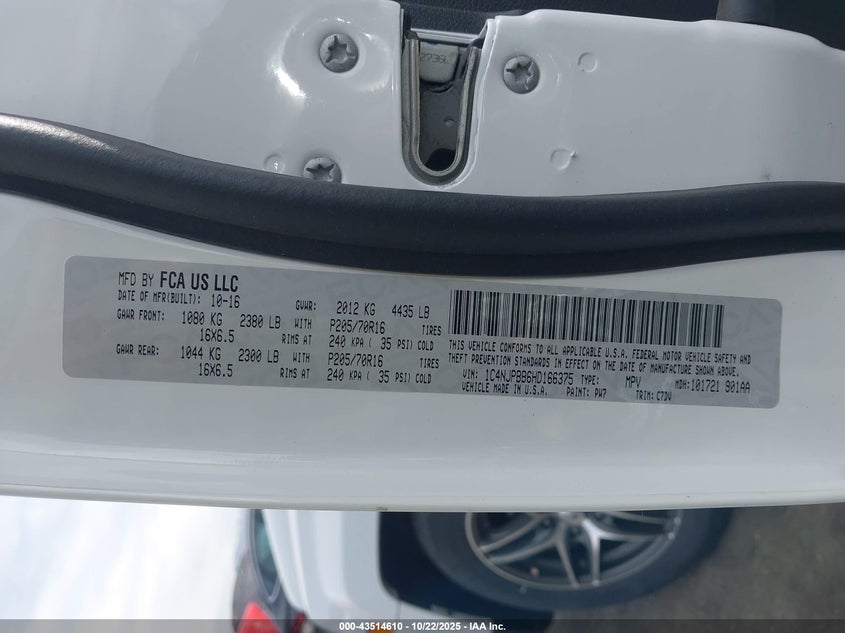 2736
MFD BY FCA US LLC
DATE OF MFR(BUILT): 10-16 GVWR: 2012 KG 4435 LB
GAWR FRONT: 1080 KG 2380 LB WITH P205/70R16 TIRES
16X6.5 RIMS AT 240 KPA ( 35 PSI) COLD
GAWR REAR: 1044 KG 2300 LB WITH P205/70R16 TIRES
16X6.5 RIMS AT 240 KPA ( 35 PSI) COLD
THIS VEHICLE CONFORMS TO ALL APPLICABLE U.S.A. FEDERAL MOTOR VEHICLE SAFETY AND
THEFT PREVENTION STANDARDS IN EFFECT ON THE DATE OF MANUFACTURE SHOWN ABOVE.
VIN: 1C4NJPBB6HD166375 TYPE: MPV MDH: 101721 901AA
VEHICLE MADE IN U.S.A. PAINT: PW7 TRIM: C7DV
000-43514610 - 10/22/2025 - IAA Inc.